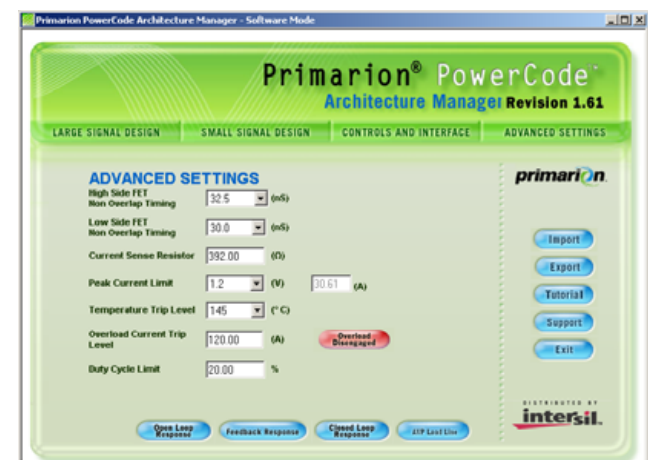 Primarion PowerCode Architecture Manager - Software Mode
Primarion® PowerCode™
Architecture Manager Revision 1.61
LARGE SIGNAL DESIGN SMALL SIGNAL DESIGN CONTROLS AND INTERFACE ADVANCED SETTINGS
ADVANCED SETTINGS
primarion
High Side FET
Non Overlap Timing 32.5 (nS)
Low Side FET
Non Overlap Timing 30.0 (nS)
Import
Current Sense Resistor 392.00 (Ω)
Export
Peak Current Limit 1.2 (V) 30.61 (A)
Tutorial
Temperature Trip Level 145 (°C)
Support
Overload Current Trip
Level 120.00 (A) Overload
Disengaged
Exit
Duty Cycle Limit 20.00 %
DISTRIBUTED BY
intersil
Open Loop
Response Feedback Response Closed Loop
Response ATP Load Line